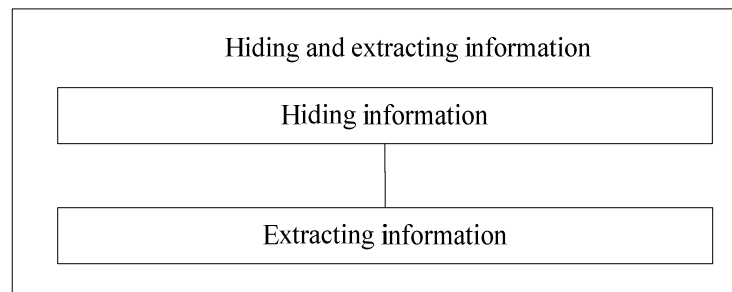 Hiding and extracting information
Hiding information
Extracting information